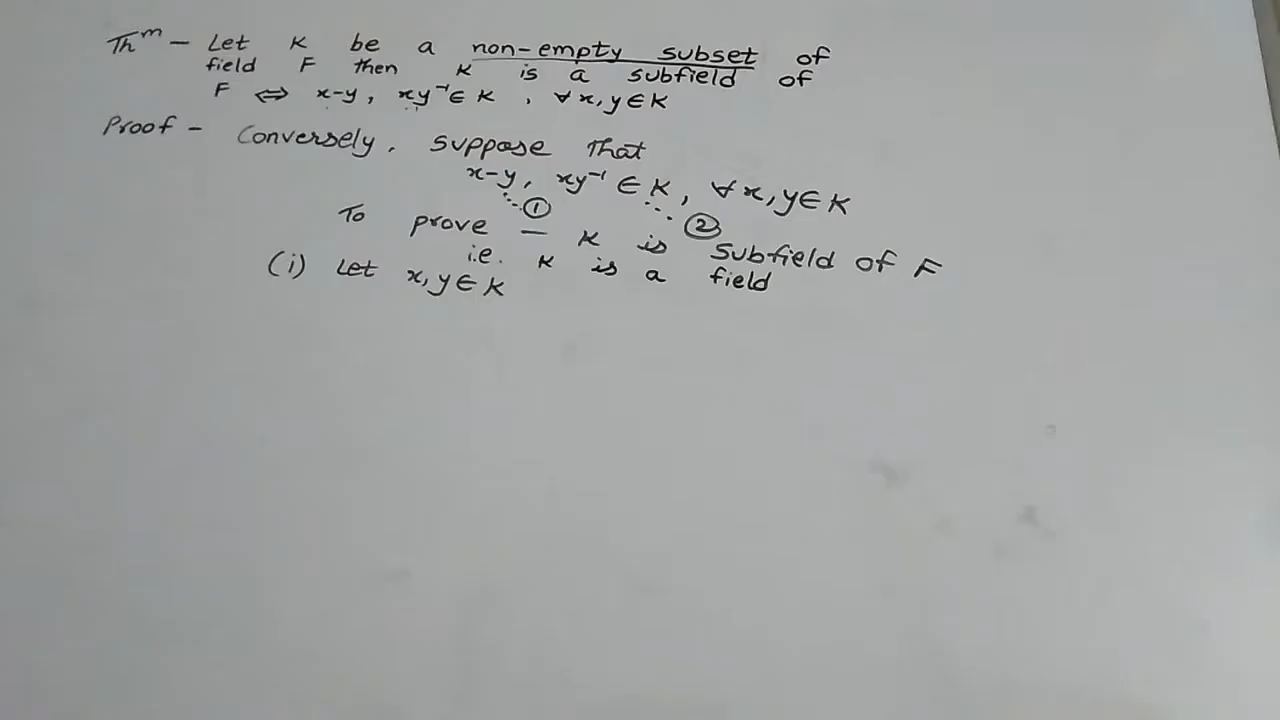 Thm - Let K be a non-empty subset of
field F then K is a subfield of
F ⇔ x-y, xy⁻¹ ∈ K, ∀ x, y ∈ K
Proof - Conversely, suppose that
x-y, xy⁻¹ ∈ K, ∀ x, y ∈ K
...① ...②
To prove - K is subfield of F
i.e. K is a field
(i) Let x, y ∈ K